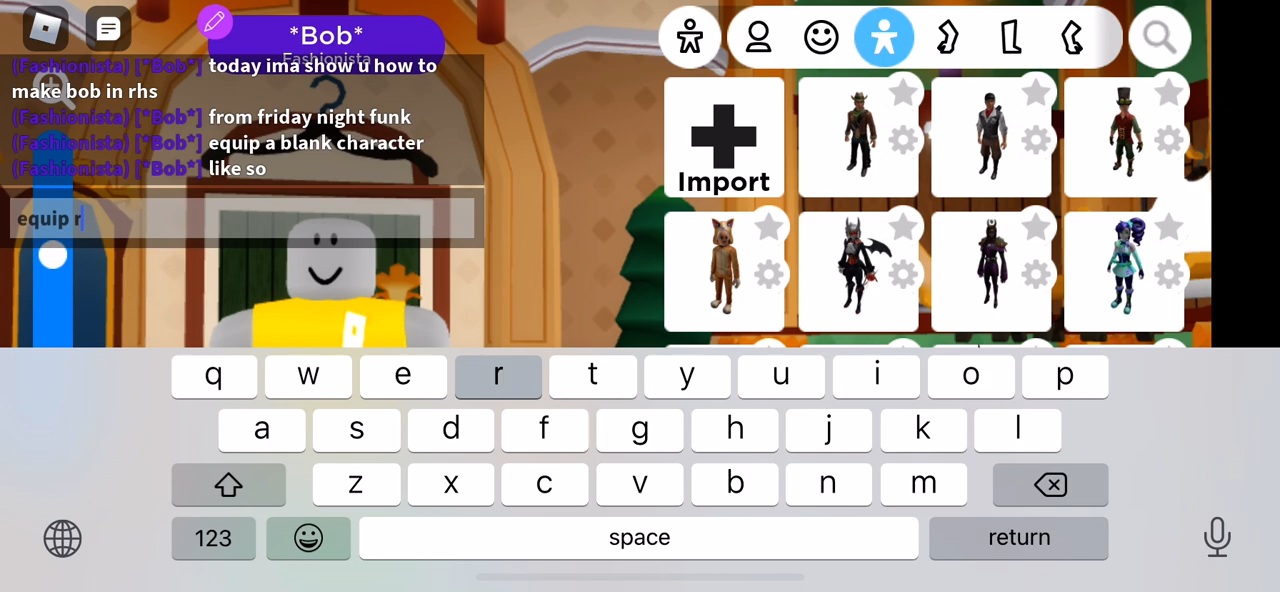 *Bob*
Fashionista
(Fashionista) [*Bob*] today ima show u how to
make bob in rhs
(Fashionista) [*Bob*] from friday night funk
(Fashionista) [*Bob*] equip a blank character
(Fashionista) [*Bob*] like so
equip r
Import
q w e r t y u i o p
a s d f g h j k l
z x c v b n m
123 space return